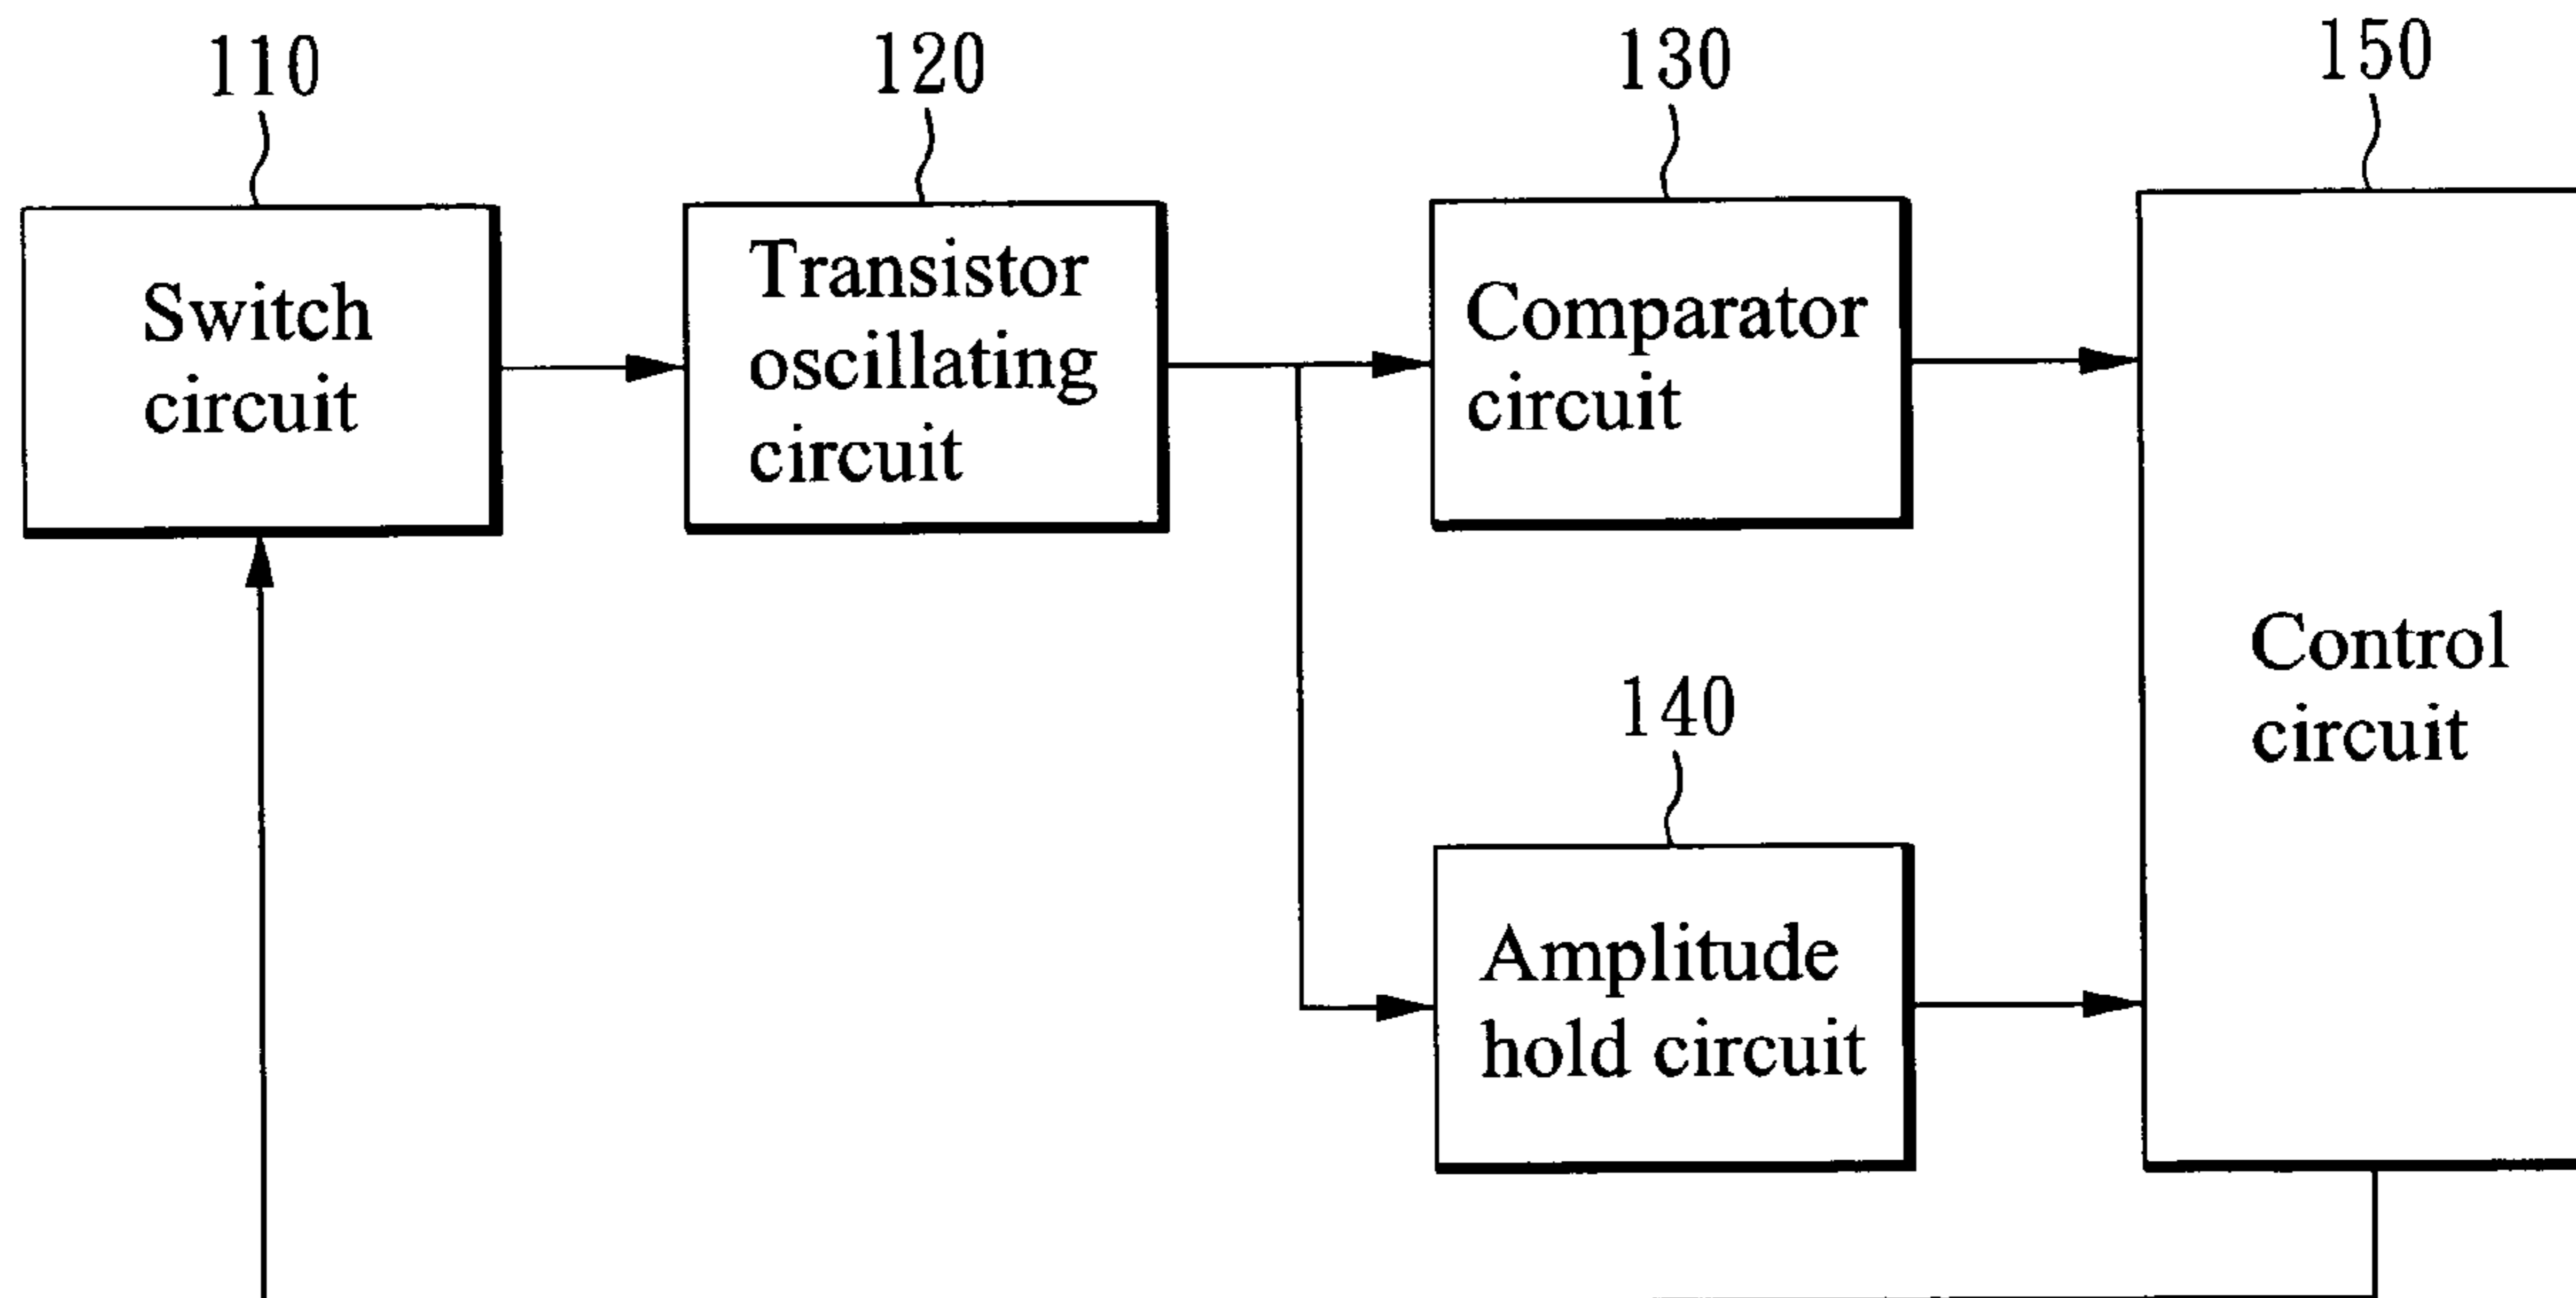 110
120
130
150
Switch
circuit
Transistor
oscillating
circuit
Comparator
circuit
Control
circuit
140
Amplitude
hold circuit